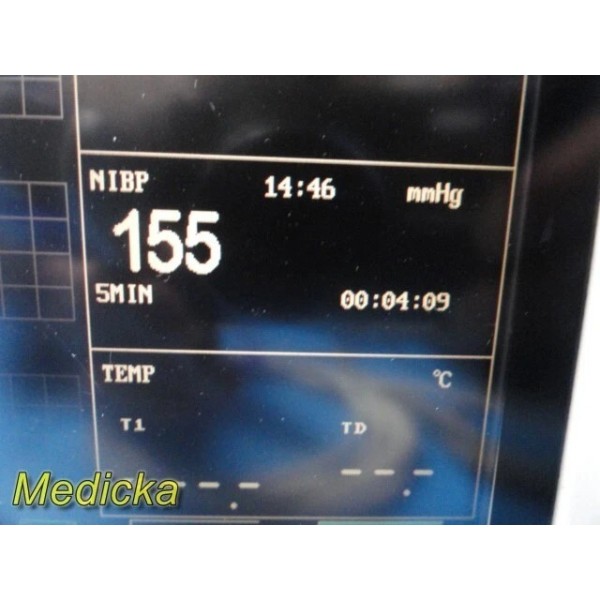 NIBP 14:46 mmHg
155
5MIN 00:04:09
TEMP °C
T1 TD
- - -.- - - -.-
Medicka